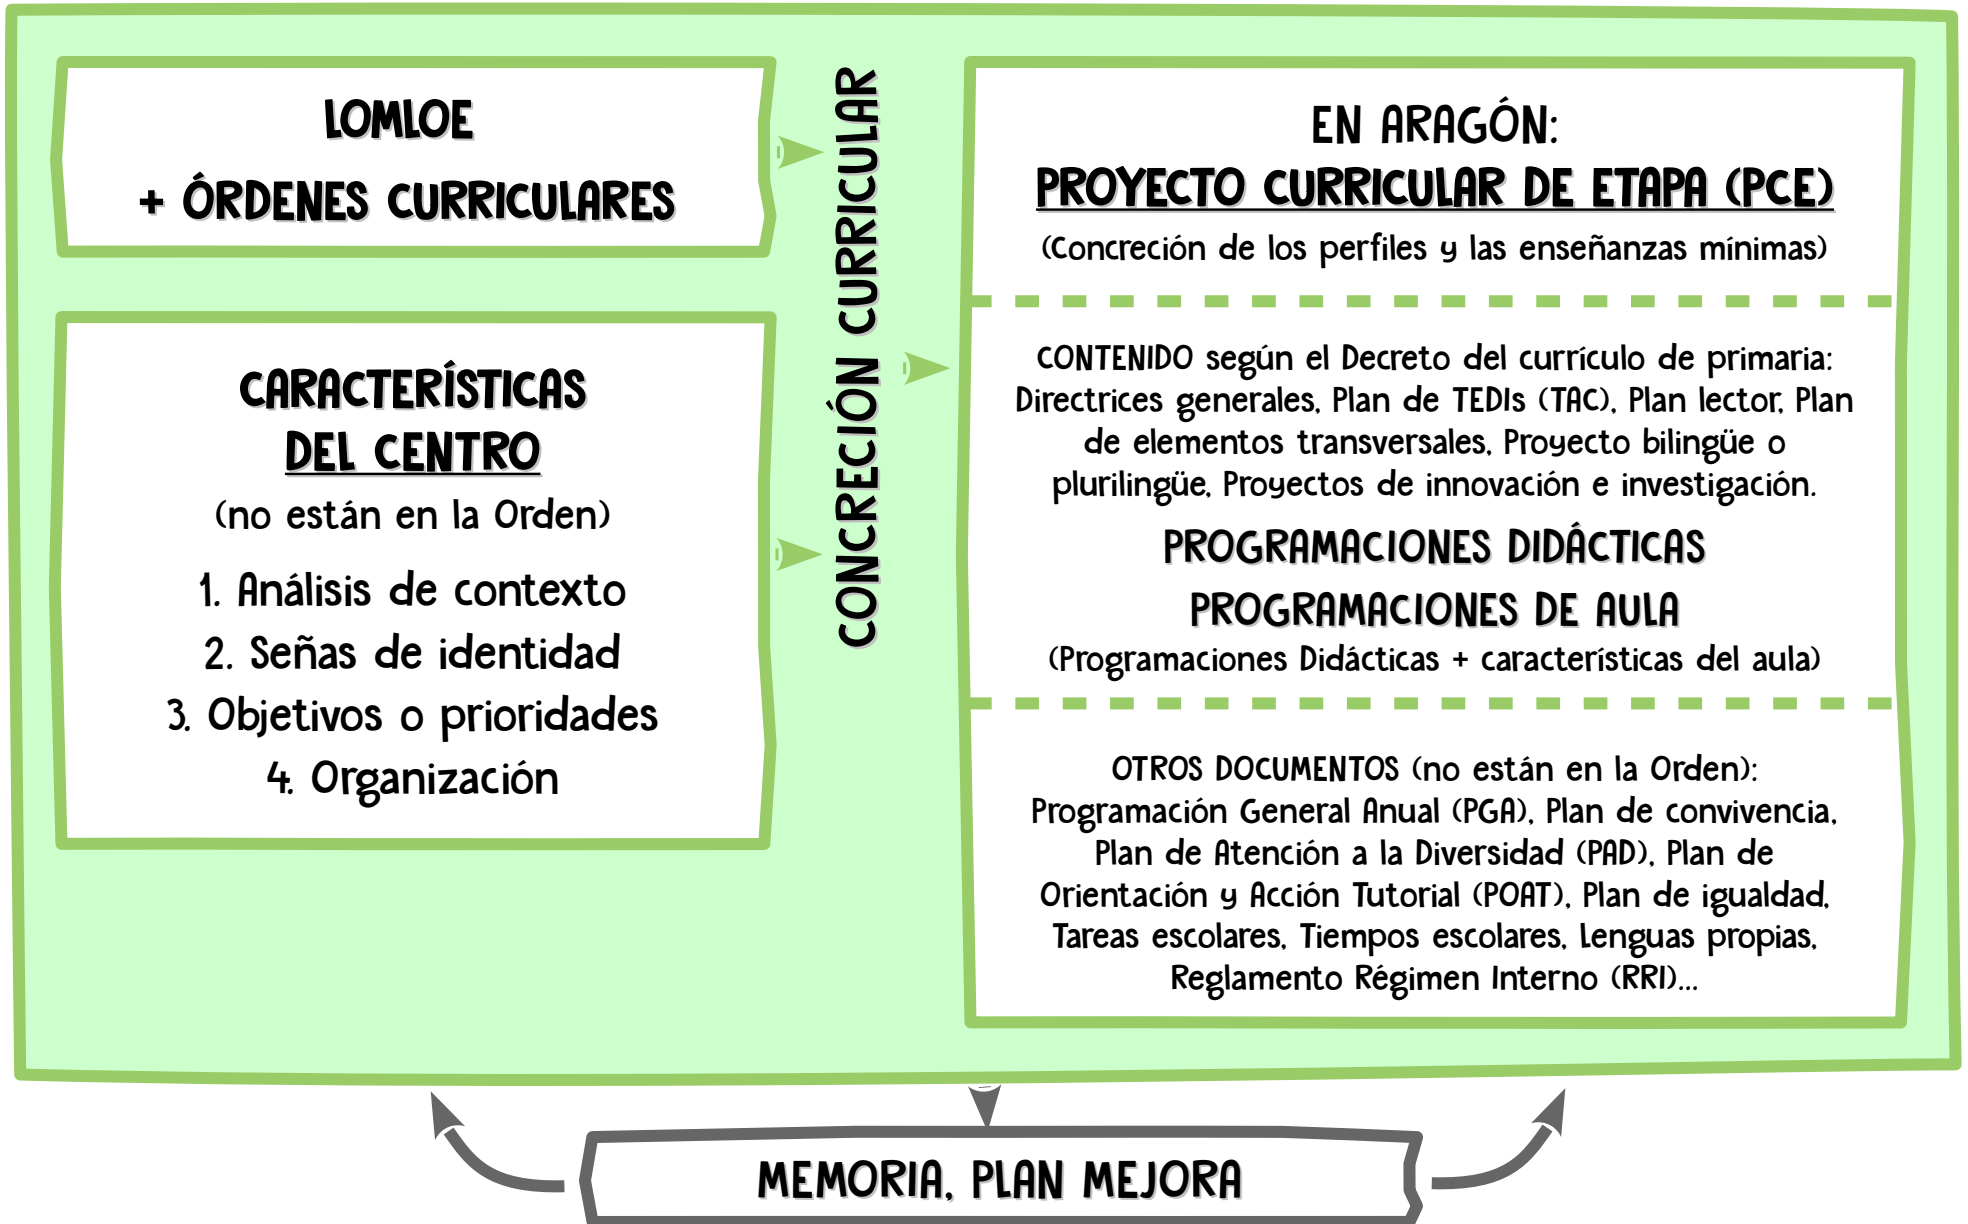 LOMLOE
+ ÓRDENES CURRICULARES
CARACTERÍSTICAS
DEL CENTRO
(no están en la Orden)
1. Análisis de contexto
2. Señas de identidad
3. Objetivos o prioridades
4. Organización
CONCRECIÓN CURRICULAR
EN ARAGÓN:
PROYECTO CURRICULAR DE ETAPA (PCE)
(Concreción de los perfiles y las enseñanzas mínimas)
CONTENIDO según el Decreto del currículo de primaria:
Directrices generales, Plan de TEDIs (TAC), Plan lector, Plan
de elementos transversales, Proyecto bilingüe o
plurilingüe, Proyectos de innovación e investigación.
PROGRAMACIONES DIDÁCTICAS
PROGRAMACIONES DE AULA
(Programaciones Didácticas + características del aula)
OTROS DOCUMENTOS (no están en la Orden):
Programación General Anual (PGA), Plan de convivencia,
Plan de Atención a la Diversidad (PAD), Plan de
Orientación y Acción Tutorial (POAT), Plan de igualdad,
Tareas escolares, Tiempos escolares, Lenguas propias,
Reglamento Régimen Interno (RRI)...
MEMORIA, PLAN MEJORA